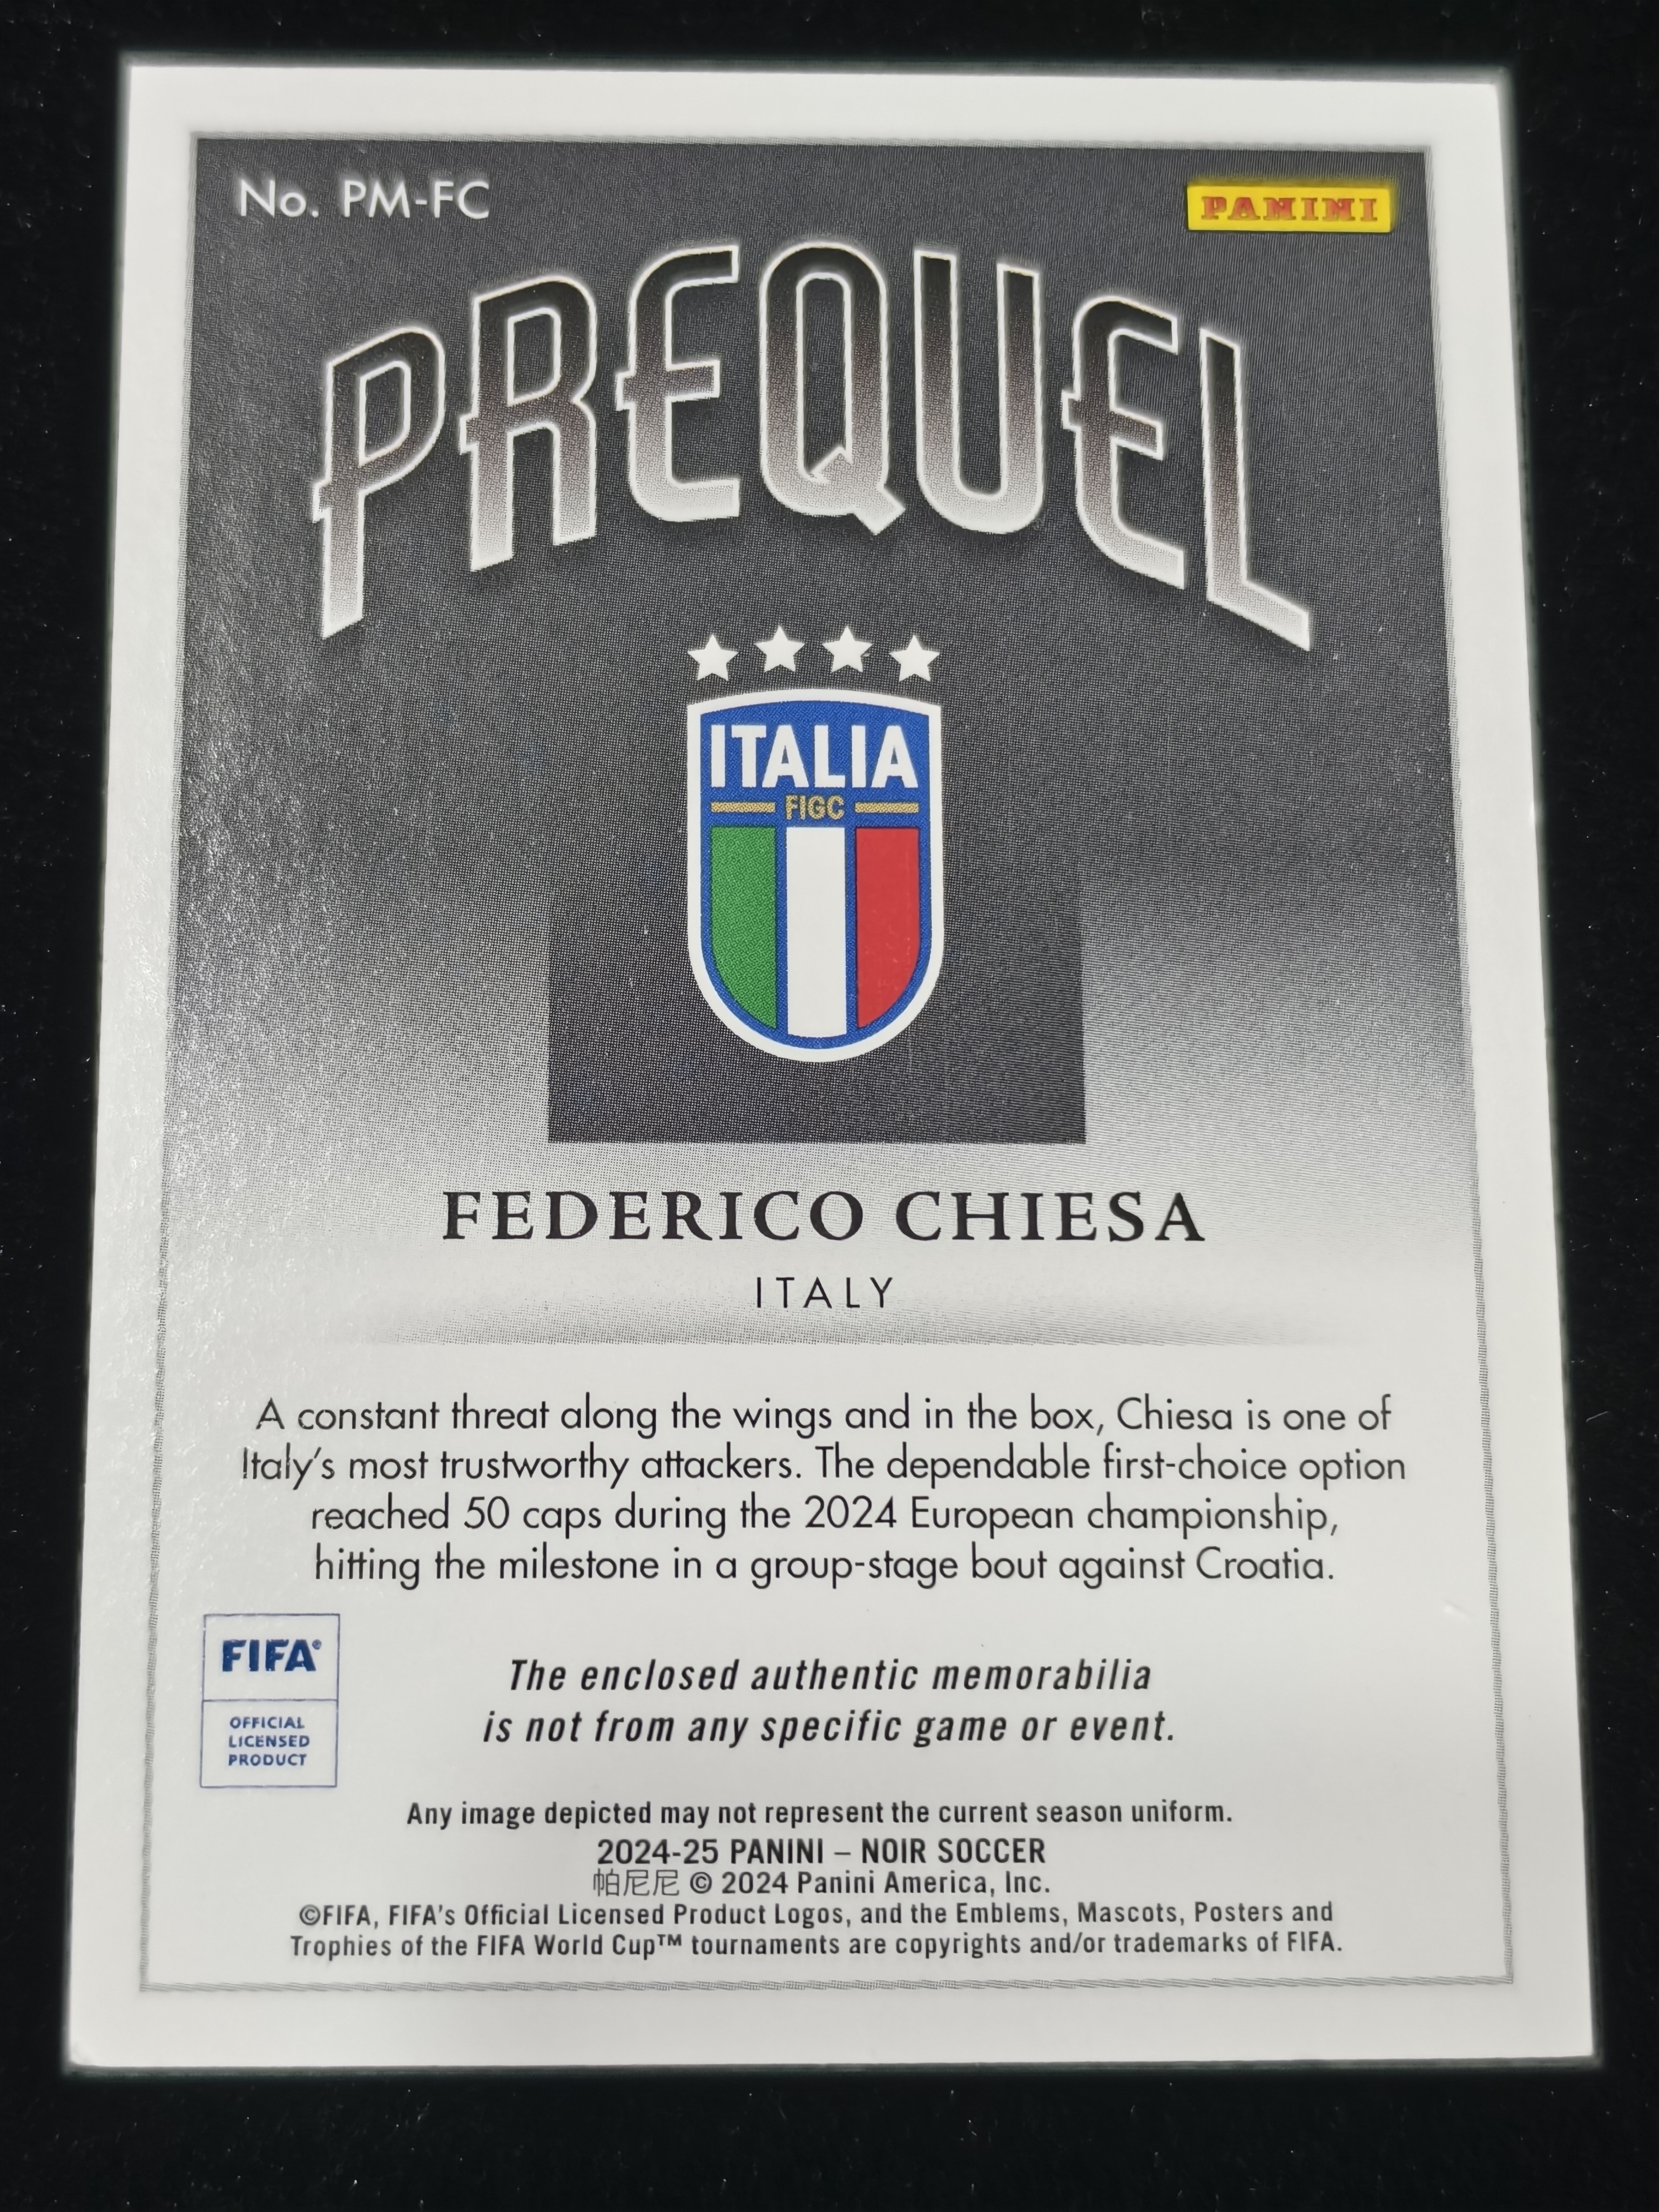 No. PM-FC
PANINI
PREQUEL
ITALIA
FIGC
FEDERICO CHIESA
ITALY
A constant threat along the wings and in the box, Chiesa is one of
Italy's most trustworthy attackers. The dependable first-choice option
reached 50 caps during the 2024 European championship,
hitting the milestone in a group-stage bout against Croatia.
FIFA®
OFFICIAL
LICENSED
PRODUCT
The enclosed authentic memorabilia
is not from any specific game or event.
Any image depicted may not represent the current season uniform.
2024-25 PANINI – NOIR SOCCER
帕尼尼 © 2024 Panini America, Inc.
©FIFA, FIFA's Official Licensed Product Logos, and the Emblems, Mascots, Posters and
Trophies of the FIFA World Cup™ tournaments are copyrights and/or trademarks of FIFA.